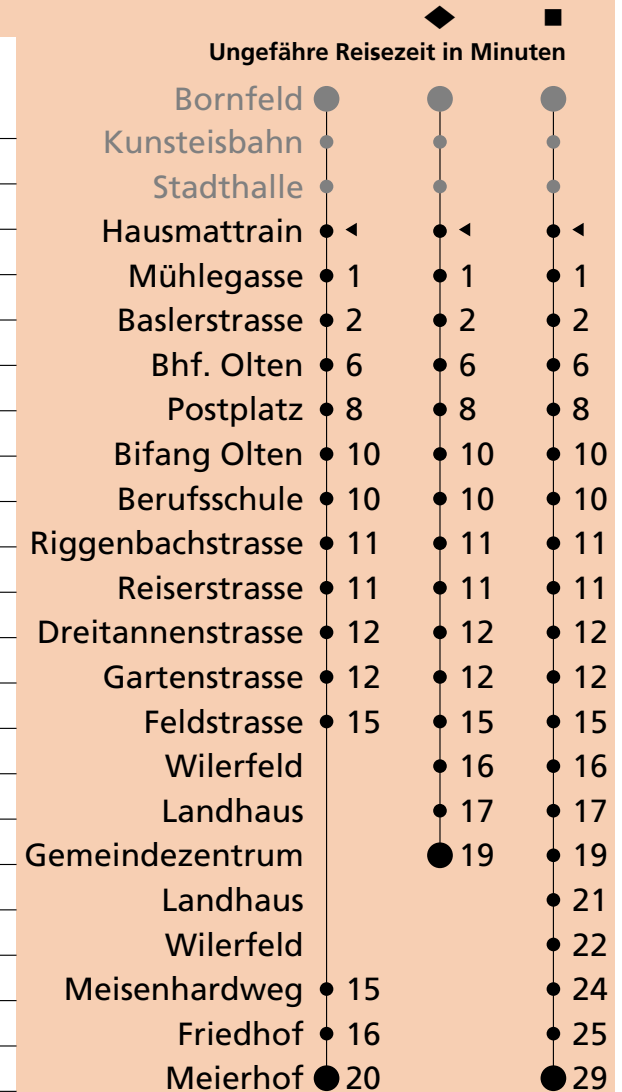 Ungefähre Reisezeit in Minuten
Bornfeld
Kunsteisbahn
Stadthalle
Hausmattrain
Mühlegasse 1 1 1
Baslerstrasse 2 2 2
Bhf. Olten 6 6 6
Postplatz 8 8 8
Bifang Olten 10 10 10
Berufsschule 10 10 10
Riggenbachstrasse 11 11 11
Reiserstrasse 11 11 11
Dreitannenstrasse 12 12 12
Gartenstrasse 12 12 12
Feldstrasse 15 15 15
Wilerfeld 16 16
Landhaus 17 17
Gemeindezentrum 19 19
Landhaus 21
Wilerfeld 22
Meisenhardweg 15 24
Friedhof 16 25
Meierhof 20 29